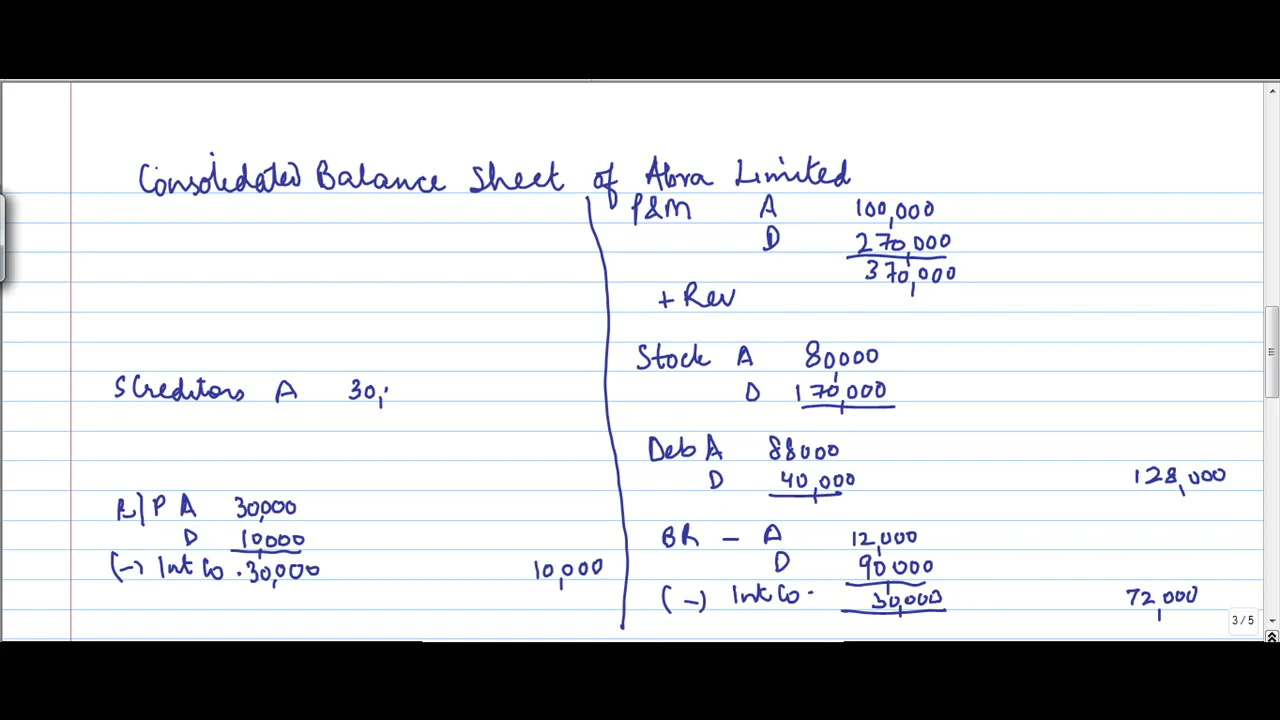 Consolidated Balance Sheet of Abra Limited
P&M A 100,000
D 270,000
370,000
+ Rev
Stock A 80000
D 170,000
Deb A 88000
D 40,000 128,000
BR - A 12,000
D 90000
(-) Int Co. 30,000 72,000
S Creditors A 30,
B/P A 30,000
D 10000
(-) Int Co. 30,000 10,000
3 / 5